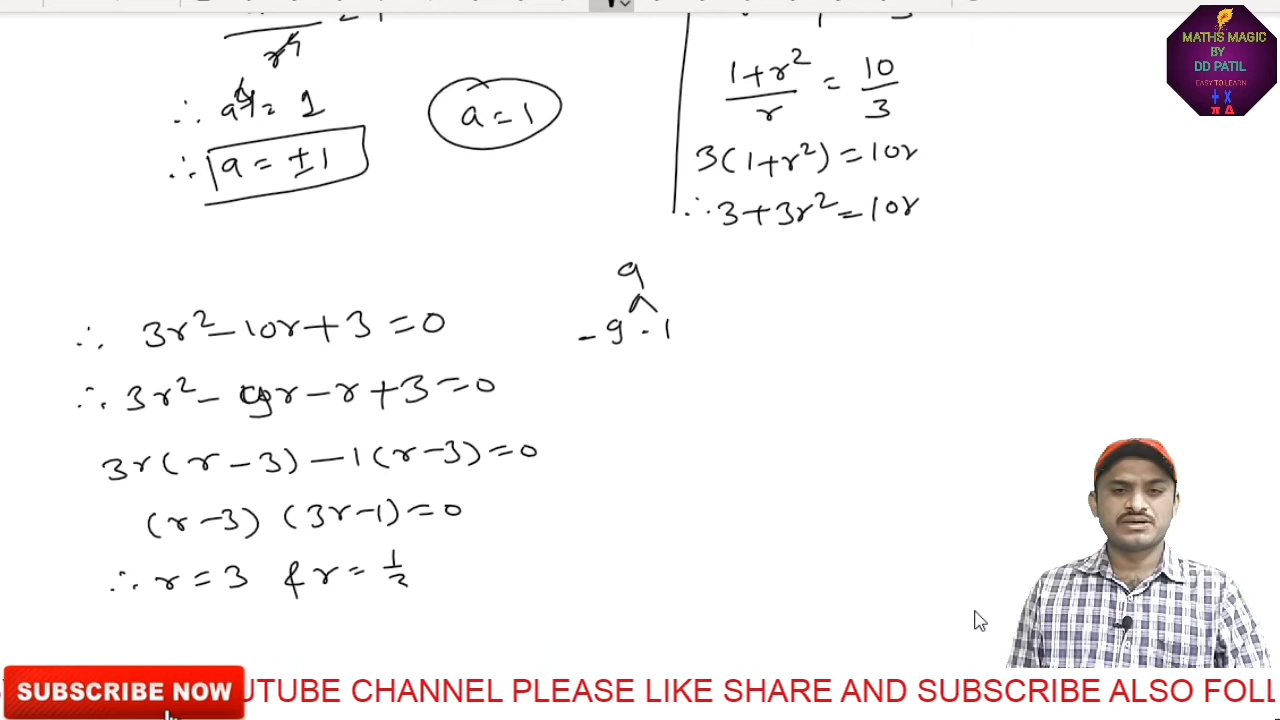 ∴ a⁴ = 1
∴ a = ±1
a = 1
(1+r²)/r = 10/3
3(1+r²) = 10r
∴ 3+3r² = 10r
9
-9 -1
∴ 3r² - 10r + 3 = 0
∴ 3r² - 9r - r + 3 = 0
3r(r - 3) - 1(r - 3) = 0
(r - 3) (3r - 1) = 0
∴ r = 3 & r = 1/3
MATHS MAGIC
BY
DD PATIL
EASY TO LEARN
+ X
π Δ
SUBSCRIBE NOW
UTUBE CHANNEL PLEASE LIKE SHARE AND SUBSCRIBE ALSO FOLL